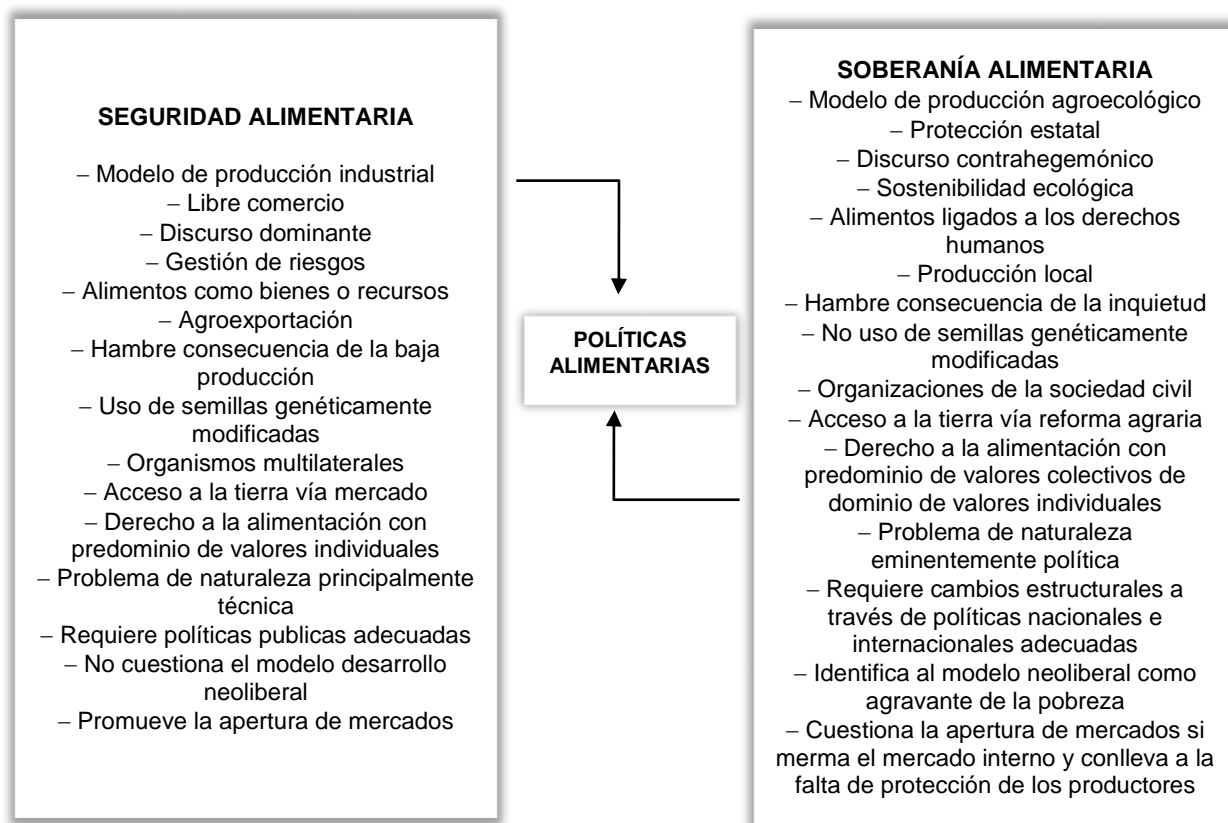 SEGURIDAD ALIMENTARIA
– Modelo de producción industrial
– Libre comercio
– Discurso dominante
– Gestión de riesgos
– Alimentos como bienes o recursos
– Agroexportación
– Hambre consecuencia de la baja
producción
– Uso de semillas genéticamente
modificadas
– Organismos multilaterales
– Acceso a la tierra vía mercado
– Derecho a la alimentación con
predominio de valores individuales
– Problema de naturaleza principalmente
técnica
– Requiere políticas publicas adecuadas
– No cuestiona el modelo desarrollo
neoliberal
– Promueve la apertura de mercados
POLÍTICAS
ALIMENTARIAS
SOBERANÍA ALIMENTARIA
– Modelo de producción agroecológico
– Protección estatal
– Discurso contrahegemónico
– Sostenibilidad ecológica
– Alimentos ligados a los derechos
humanos
– Producción local
– Hambre consecuencia de la inquietud
– No uso de semillas genéticamente
modificadas
– Organizaciones de la sociedad civil
– Acceso a la tierra vía reforma agraria
– Derecho a la alimentación con
predominio de valores colectivos de
dominio de valores individuales
– Problema de naturaleza
eminentemente política
– Requiere cambios estructurales a
través de políticas nacionales e
internacionales adecuadas
– Identifica al modelo neoliberal como
agravante de la pobreza
– Cuestiona la apertura de mercados si
merma el mercado interno y conlleva a la
falta de protección de los productores